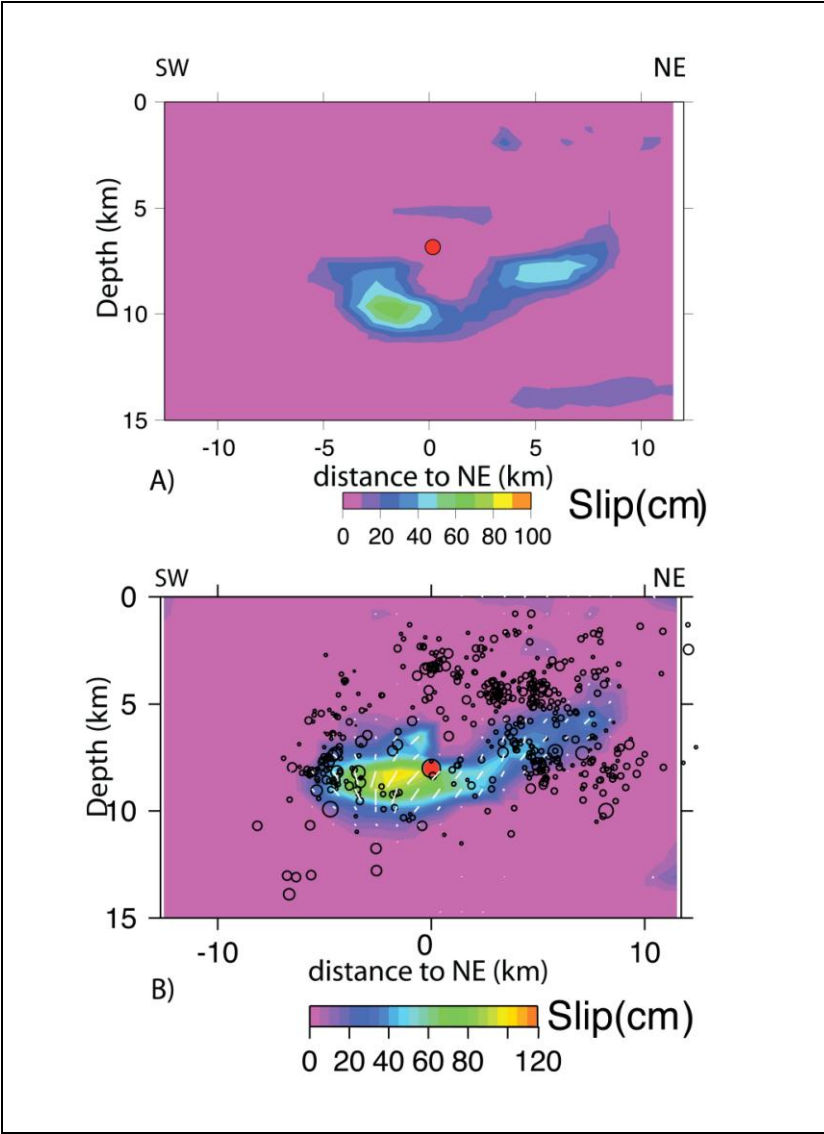 SW NE
0
5
10
15
Depth (km)
-10 -5 0 5 10
distance to NE (km)
A)
Slip(cm)
0 20 40 60 80 100
SW NE
0
5
10
15
Depth (km)
-10 0 10
distance to NE (km)
B)
Slip(cm)
0 20 40 60 80 120